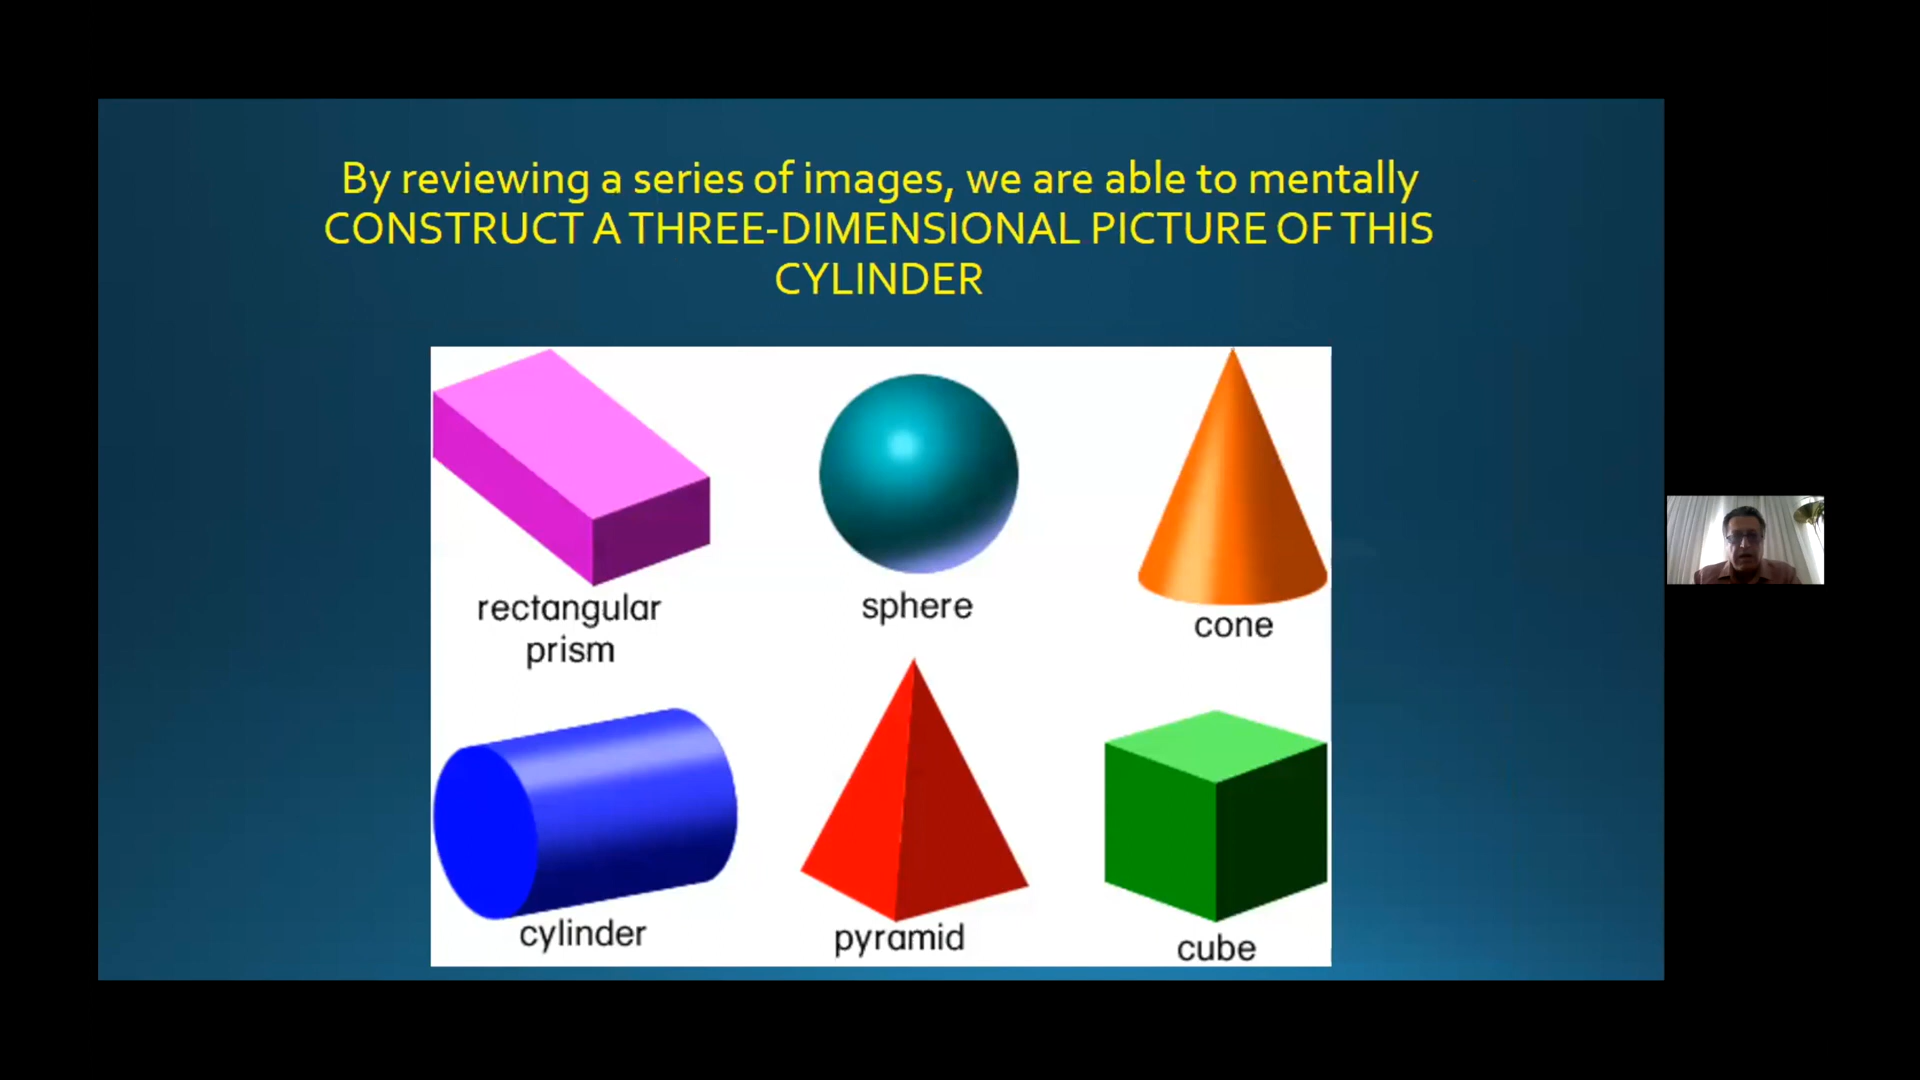 By reviewing a series of images, we are able to mentally
CONSTRUCT A THREE-DIMENSIONAL PICTURE OF THIS
CYLINDER
rectangular
prism
sphere
cone
cylinder
pyramid
cube